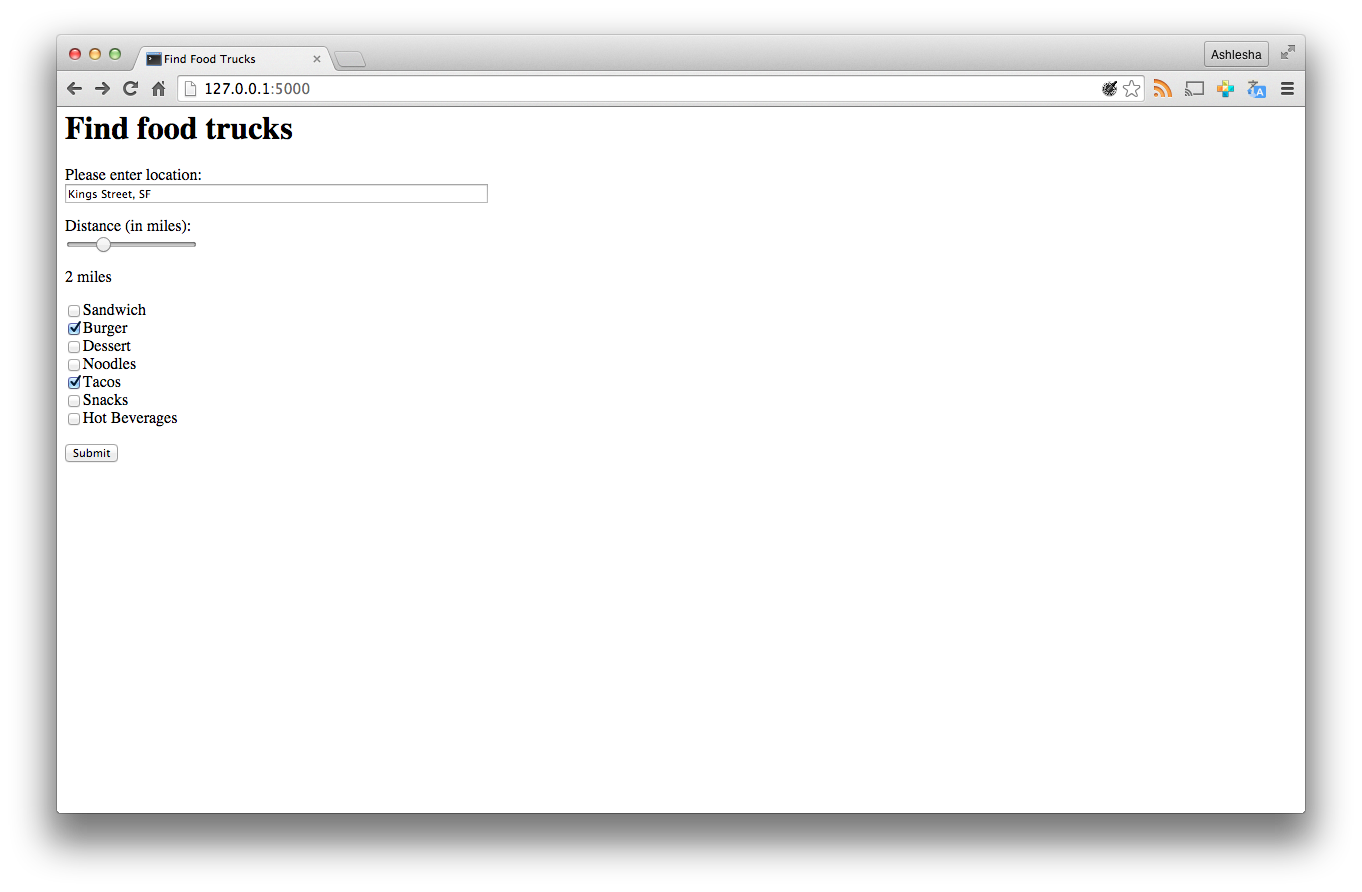 Find Food Trucks
Ashlesha
127.0.0.1:5000
Find food trucks
Please enter location:
Kings Street, SF
Distance (in miles):
2 miles
Sandwich
Burger
Dessert
Noodles
Tacos
Snacks
Hot Beverages
Submit